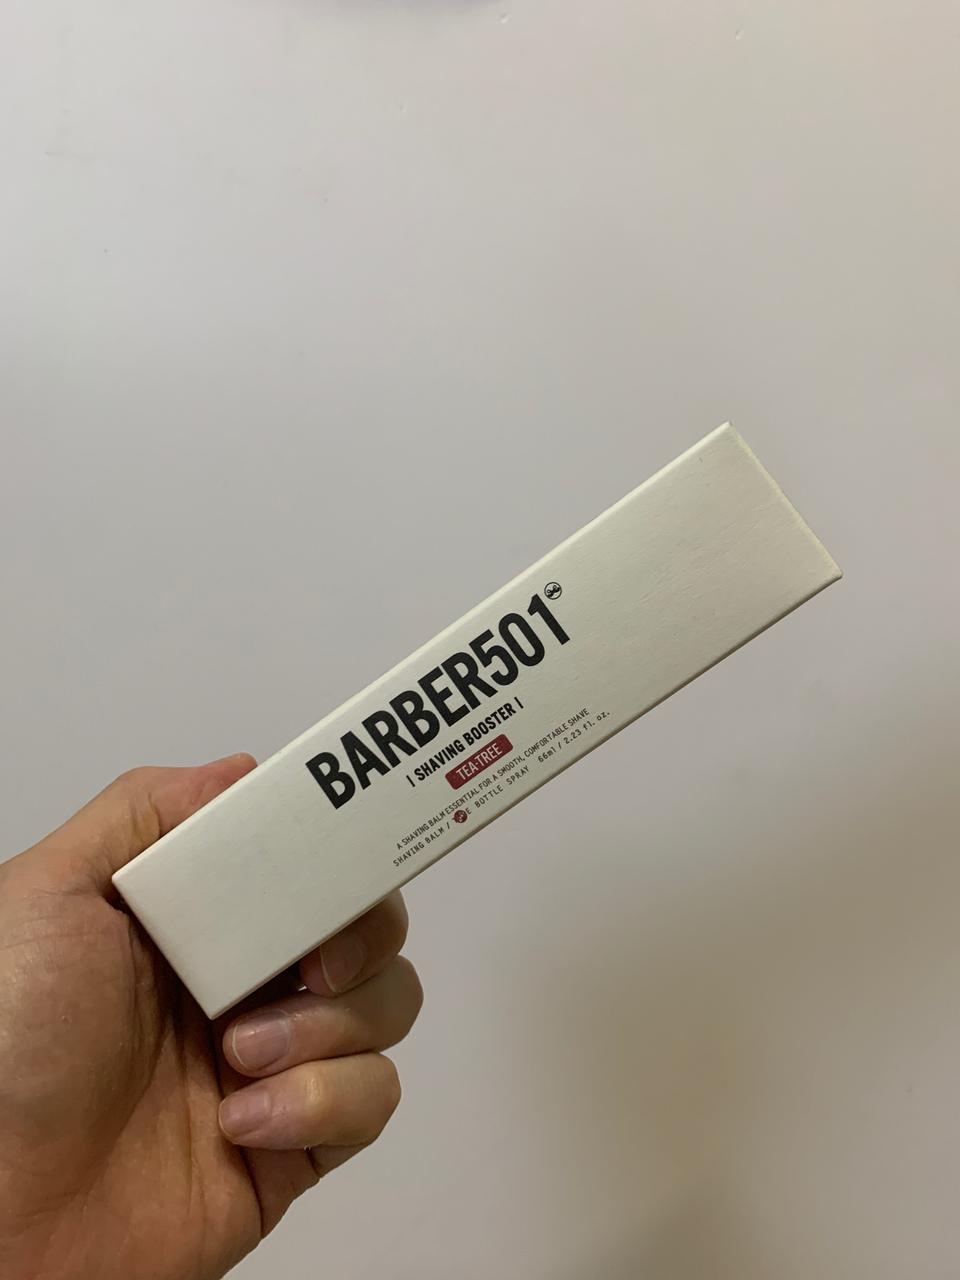 BARBER501
| SHAVING BOOSTER |
TEA-TREE
A SHAVING BALM ESSENTIAL FOR A SMOOTH, COMFORTABLE SHAVE
SHAVING BALM / BOTTLE SPRAY 66ml / 2.23 fl. oz.